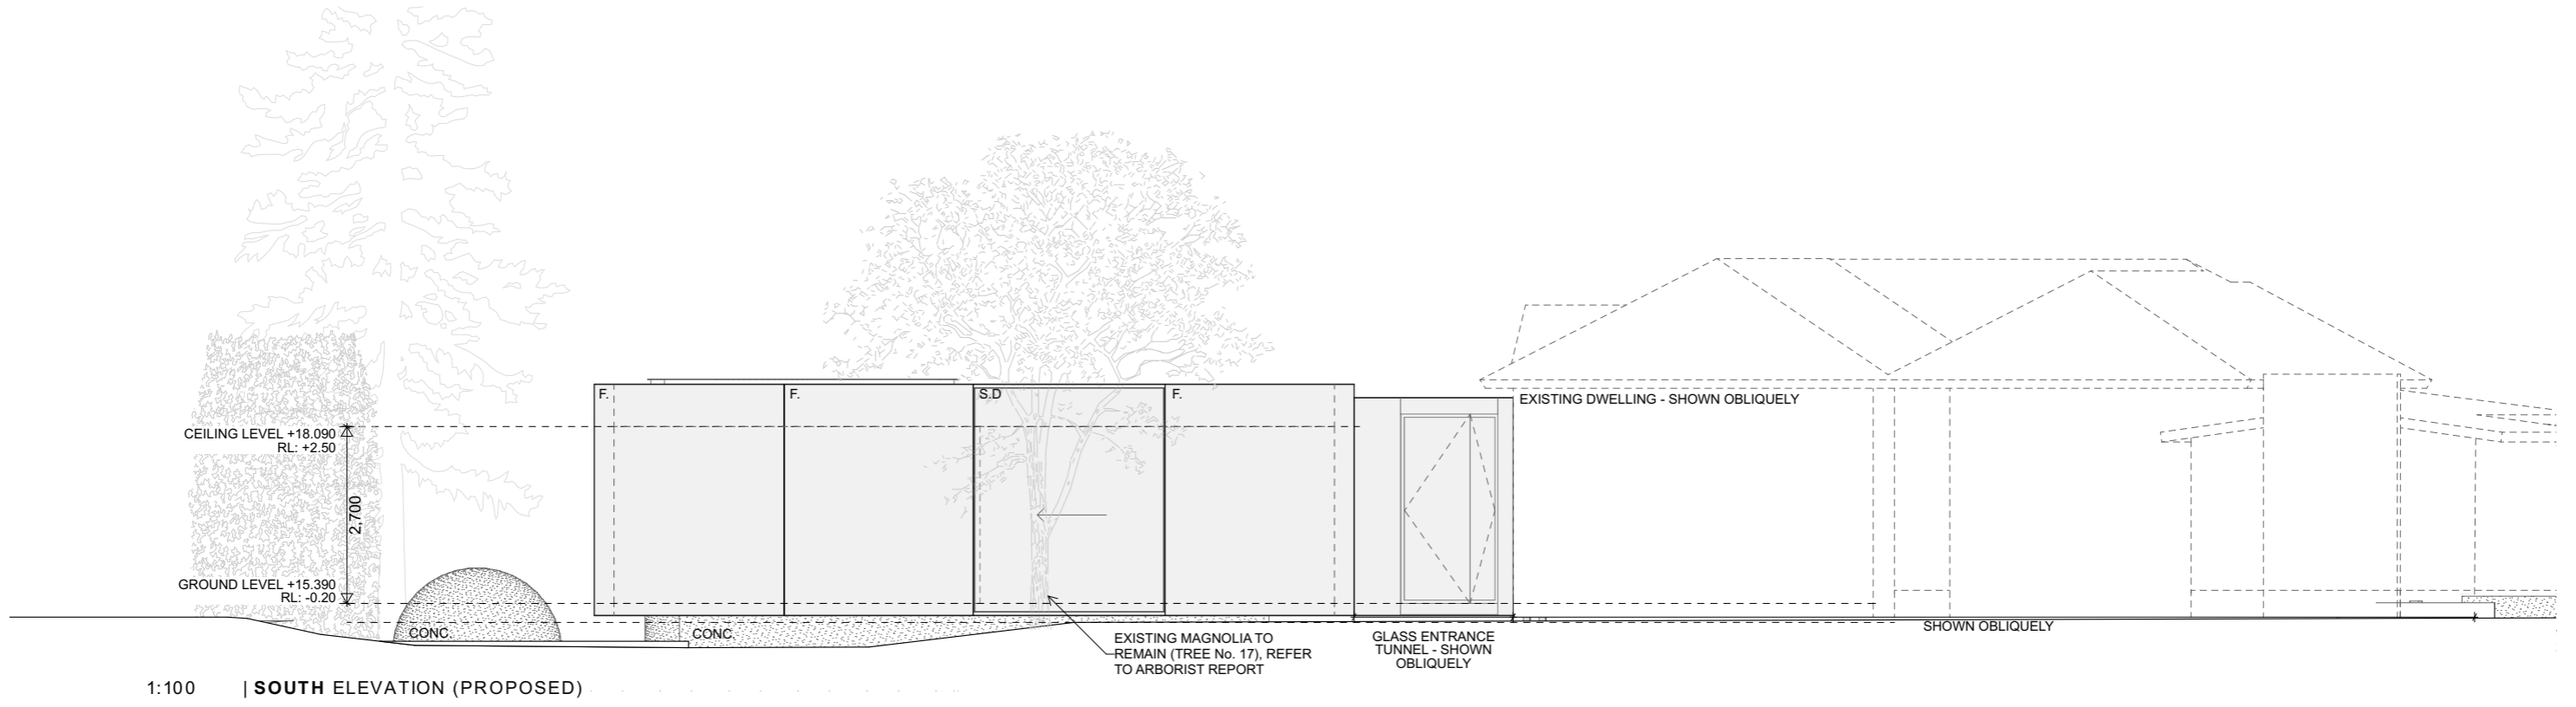 F.
F.
S.D
F.
EXISTING DWELLING - SHOWN OBLIQUELY
CEILING LEVEL +18.090
RL: +2.50
2,700
GROUND LEVEL +15.390
RL: -0.20
CONC.
CONC.
EXISTING MAGNOLIA TO
REMAIN (TREE No. 17), REFER
TO ARBORIST REPORT
GLASS ENTRANCE
TUNNEL - SHOWN
OBLIQUELY
SHOWN OBLIQUELY
1:100 | SOUTH ELEVATION (PROPOSED)